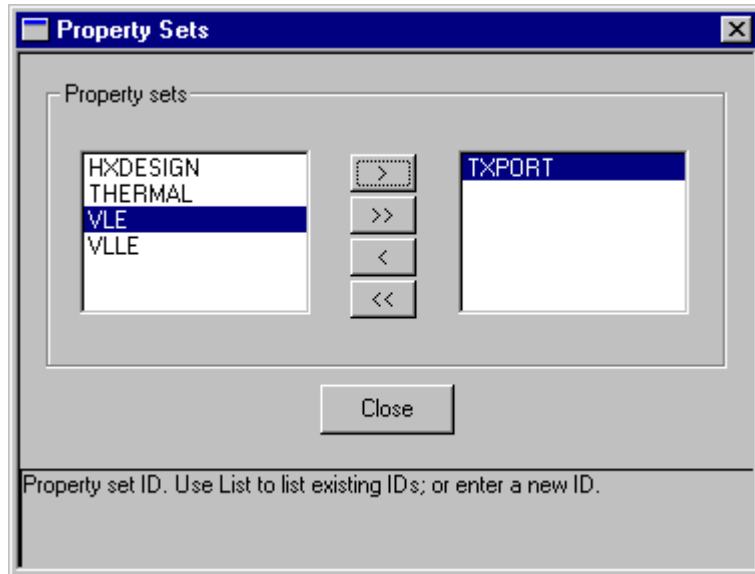 Property Sets
Property sets
HXDESIGN
THERMAL
VLE
VLLE
>
>>
<
<<
TXPORT
Close
Property set ID. Use List to list existing IDs; or enter a new ID.